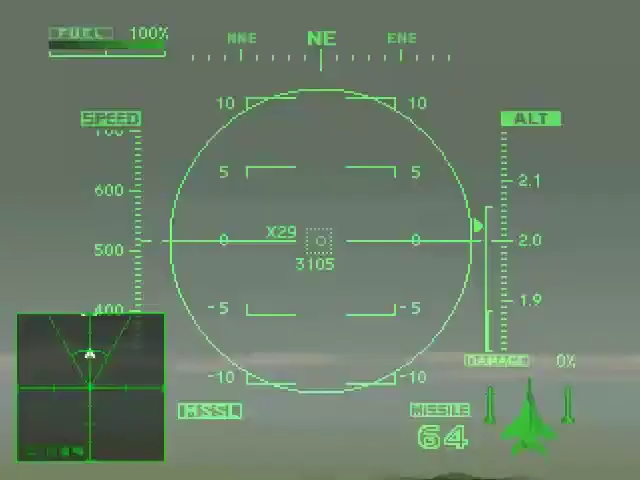 FUEL 100%
NNE NE ENE
SPEED
700
600
500
400
10 10
5 5
0 0
-5 -5
-10 -10
X29
3105
ALT
2.1
2.0
1.9
DAMAGE 0%
MISSILE
64